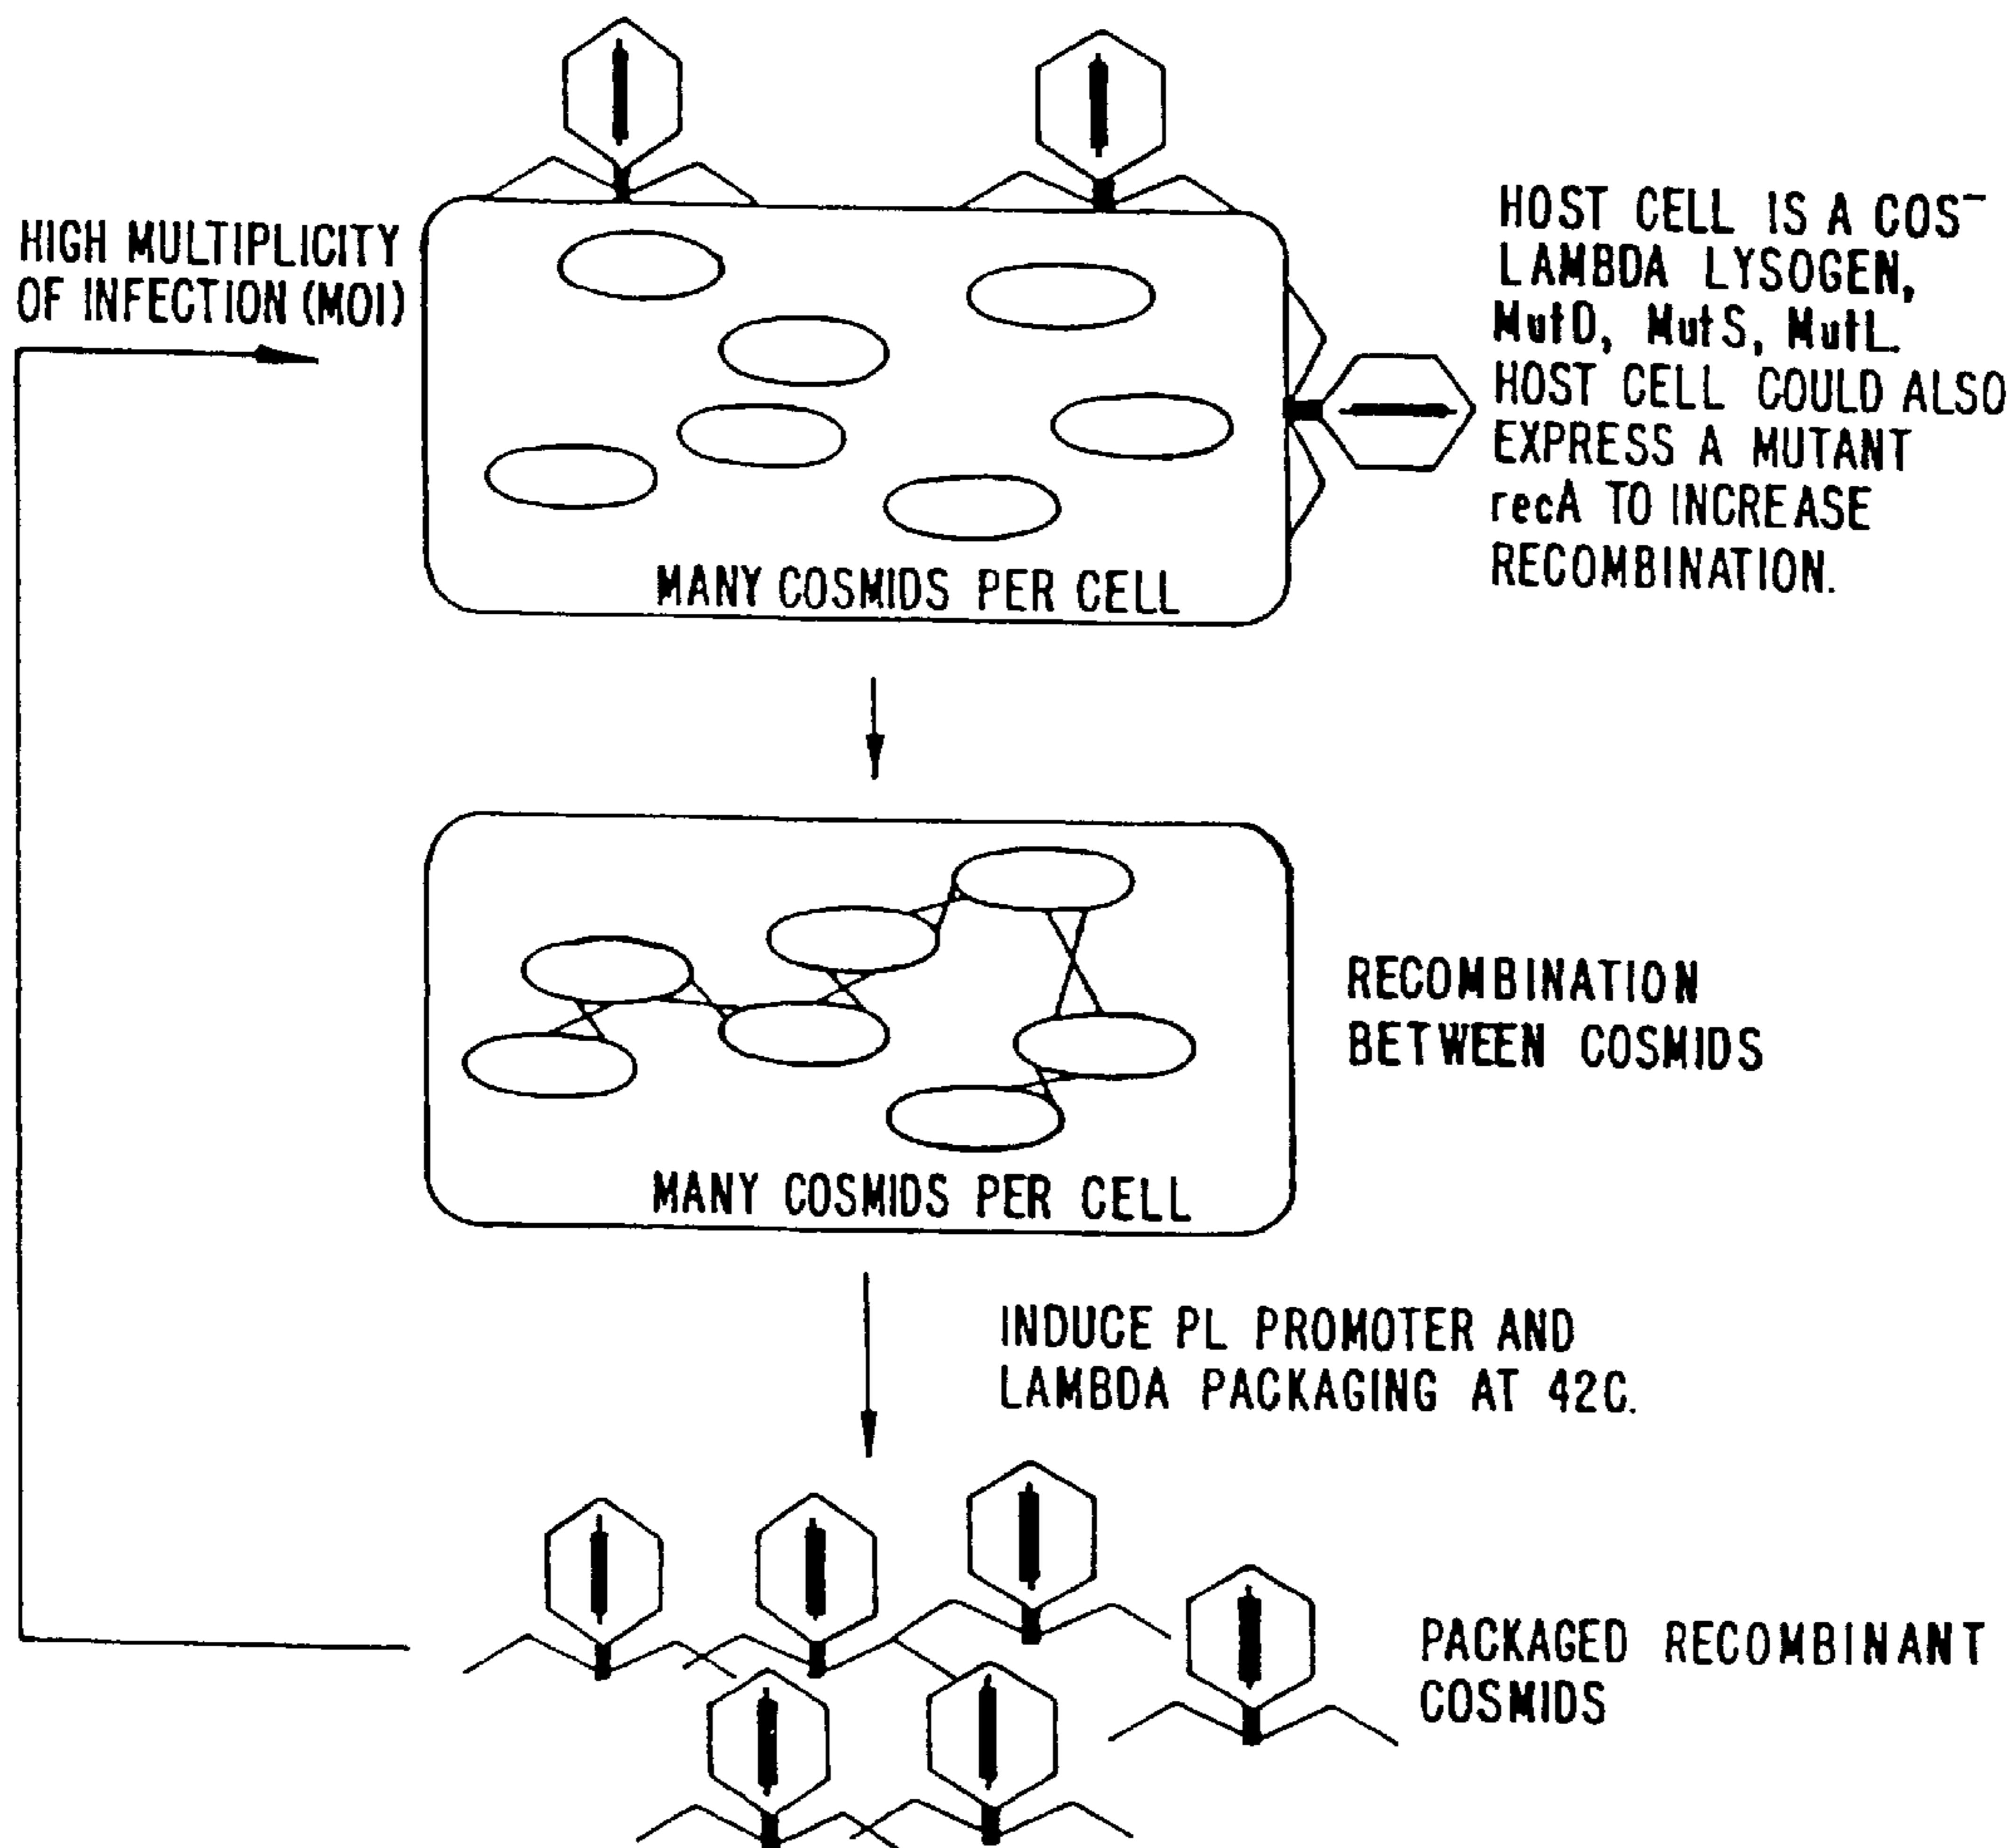 HIGH MULTIPLICITY
OF INFECTION (MOI)
HOST CELL IS A COS⁻
LAMBDA LYSOGEN,
MutD, MutS, MutL.
HOST CELL COULD ALSO
EXPRESS A MUTANT
recA TO INCREASE
RECOMBINATION.
MANY COSMIDS PER CELL
RECOMBINATION
BETWEEN COSMIDS
MANY COSMIDS PER CELL
INDUCE PL PROMOTER AND
LAMBDA PACKAGING AT 42C.
PACKAGED RECOMBINANT
COSMIDS